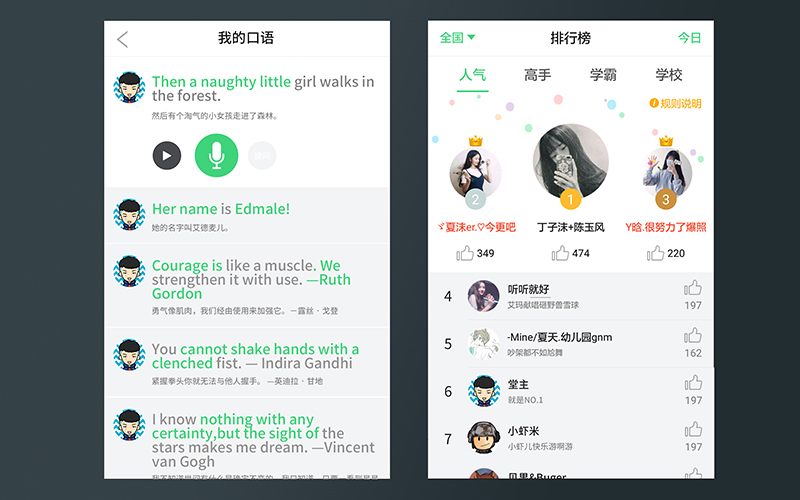 我的口语
Then a naughty little girl walks in
the forest.
然后有个淘气的小女孩走进了森林。
Her name is Edmale!
她的名字叫艾德麦儿。
Courage is like a muscle. We
strengthen it with use. —Ruth
Gordon
勇气像肌肉，我们经由使用来加强它。－露丝 · 戈登
You cannot shake hands with a
clenched fist. — Indira Gandhi
紧握拳头你就无法与他人握手。 —英迪拉 · 甘地
I know nothing with any
certainty,but the sight of the
stars makes me dream. —Vincent
van Gogh
全国
排行榜
今日
人气 高手 学霸 学校
规则说明
2
1
3
夏沫er.♡今更吧
丁子沫+陈玉风
Y晗.很努力了爆照
349
474
220
4
听听就好
艾玛献唱砸野兽雪球
197
5
-Mine/夏天.幼儿园gnm
吵架都不如尬舞
162
6
堂主
就是NO.1
197
7
小虾米
小虾儿快乐游啊游
197
贝里&Buger